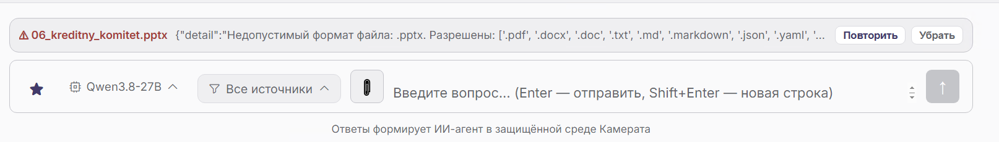 06_kreditny_komitet.pptx {"detail":"Недопустимый формат файла: .pptx. Разрешены: ['.pdf', '.docx', '.doc', '.txt', '.md', '.markdown', '.json', '.yaml', '... Повторить Убрать
Qwen3.8-27B Все источники Введите вопрос... (Enter — отправить, Shift+Enter — новая строка)
Ответы формирует ИИ-агент в защищённой среде Камерата